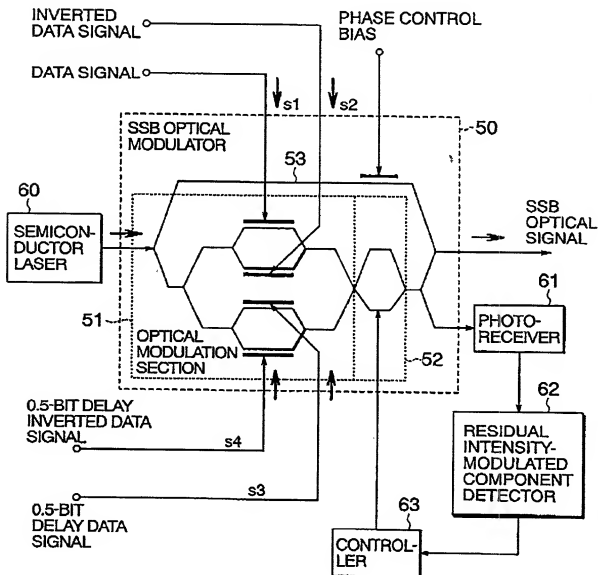 INVERTED
DATA SIGNAL
PHASE CONTROL
BIAS
DATA SIGNAL
s1
s2
SSB OPTICAL
MODULATOR
50
53
60
SEMICON-
DUCTOR
LASER
SSB
OPTICAL
SIGNAL
61
PHOTO-
RECEIVER
51
OPTICAL
MODULATION
SECTION
52
62
0.5-BIT DELAY
INVERTED DATA
SIGNAL
s4
RESIDUAL
INTENSITY-
MODULATED
COMPONENT
DETECTOR
s3
0.5-BIT
DELAY DATA
SIGNAL
63
CONTROL-
LER